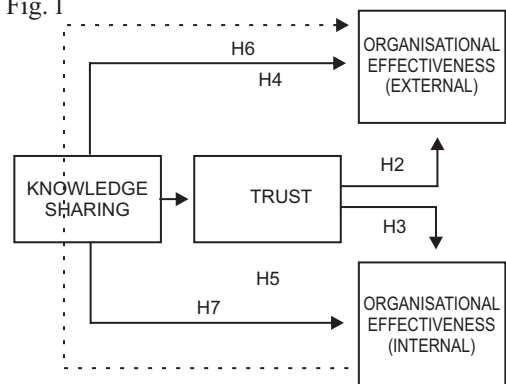 Fig. 1
ORGANISATIONAL
EFFECTIVENESS
(EXTERNAL)
H6
H4
KNOWLEDGE
SHARING
TRUST
H2
H3
H5
H7
ORGANISATIONAL
EFFECTIVENESS
(INTERNAL)